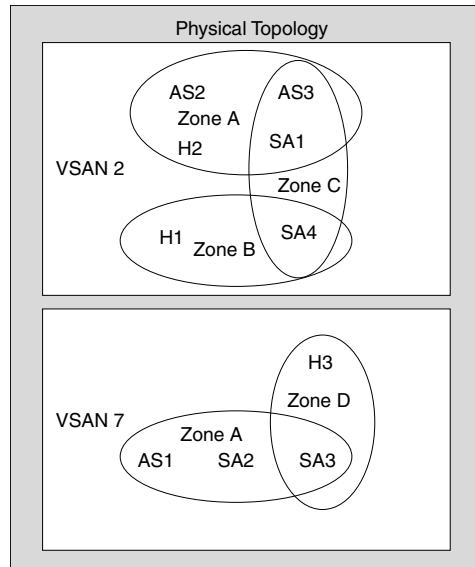 Physical Topology
AS2 AS3
Zone A
H2 SA1
VSAN 2
Zone C
H1 SA4
Zone B
H3
Zone D
VSAN 7
Zone A
AS1 SA2 SA3